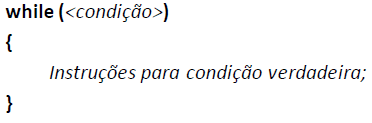 while (<condição>)
{
Instruções para condição verdadeira;
}